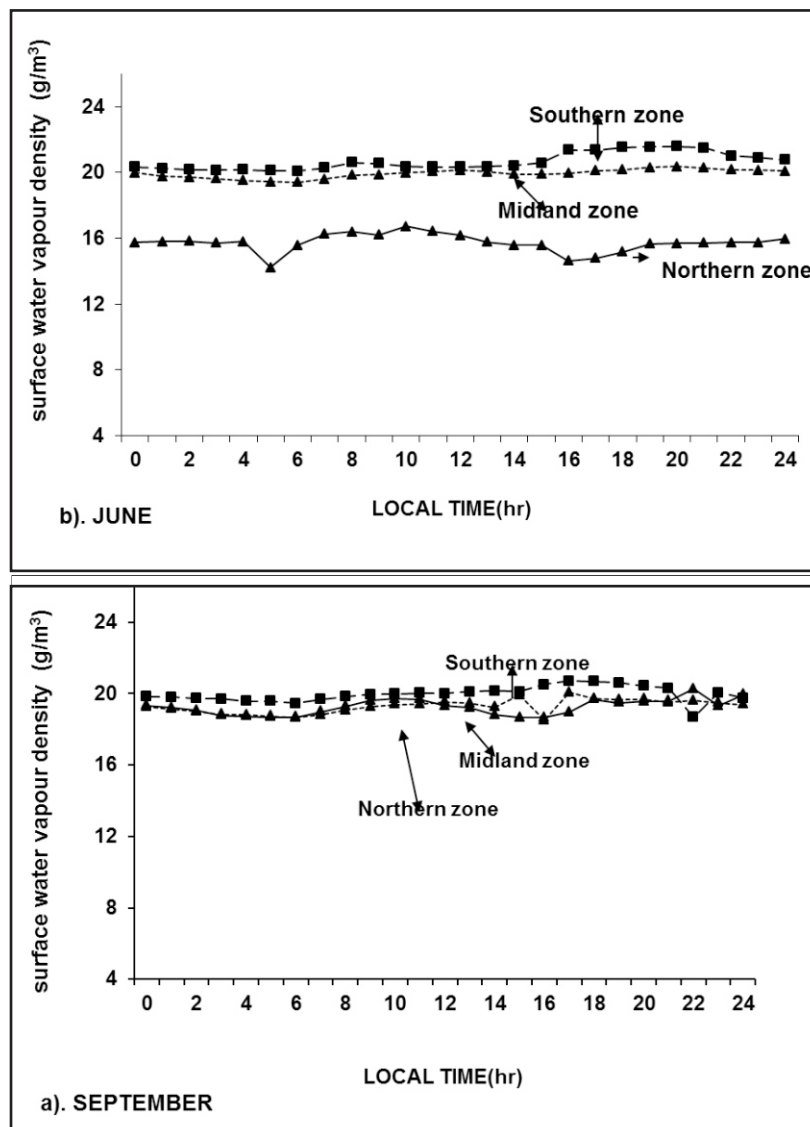 surface water vapour density (g/m³)
24
20
16
12
8
4
Southern zone
Midland zone
Northern zone
0 2 4 6 8 10 12 14 16 18 20 22 24
LOCAL TIME(hr)
b). JUNE
surface water vapour density (g/m³)
24
20
16
12
8
4
Southern zone
Midland zone
Northern zone
0 2 4 6 8 10 12 14 16 18 20 22 24
LOCAL TIME(hr)
a). SEPTEMBER